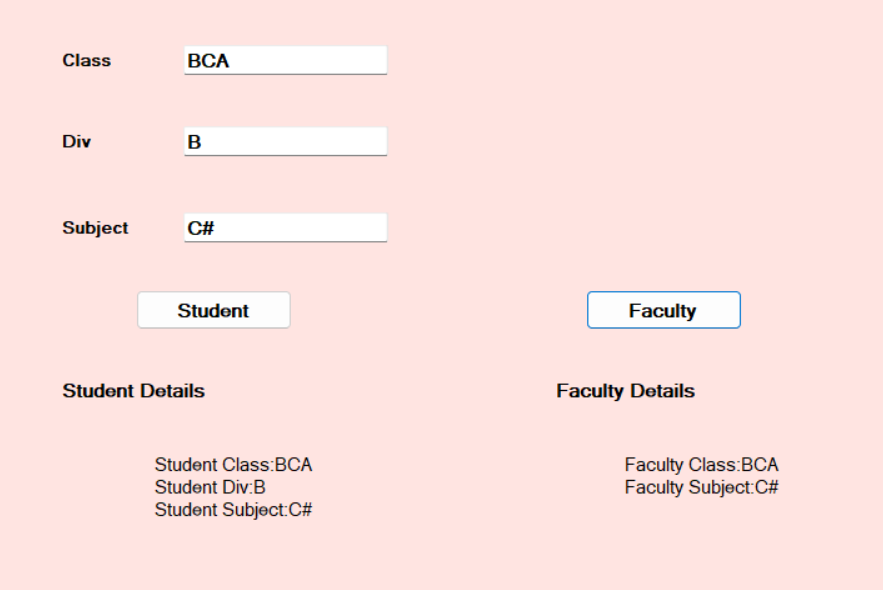 Class BCA
Div B
Subject C#
Student Faculty
Student Details Faculty Details
Student Class:BCA Faculty Class:BCA
Student Div:B Faculty Subject:C#
Student Subject:C#